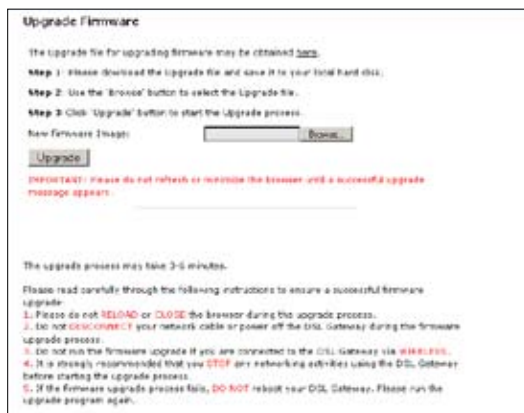 Upgrade Firmware
The Upgrade file for upgrading firmware may be obtained here.
Step 1: Please download the Upgrade file and save it to your local hard disk.
Step 2: Use the 'Browse' button to select the Upgrade file.
Step 3: Click 'Upgrade' button to start the Upgrade process.
New Firmware Image:
Browse...
Upgrade
IMPORTANT: Please do not refresh or minimize the browser until a successful upgrade
message appears.
The upgrade process may take 3-5 minutes.
Please read carefully through the following instructions to ensure a successful firmware
upgrade:
1. Please do not RELOAD or CLOSE the browser during the upgrade process.
2. Do not DISCONNECT your network cable or power off the DSL Gateway during the firmware
upgrade process.
3. Do not run the firmware upgrade if you are connected to the DSL Gateway via WIRELESS.
4. It is strongly recommended that you STOP any networking activities using the DSL Gateway
before starting the upgrade process.
5. If the firmware upgrade process fails, DO NOT reboot your DSL Gateway. Please run the
upgrade program again.